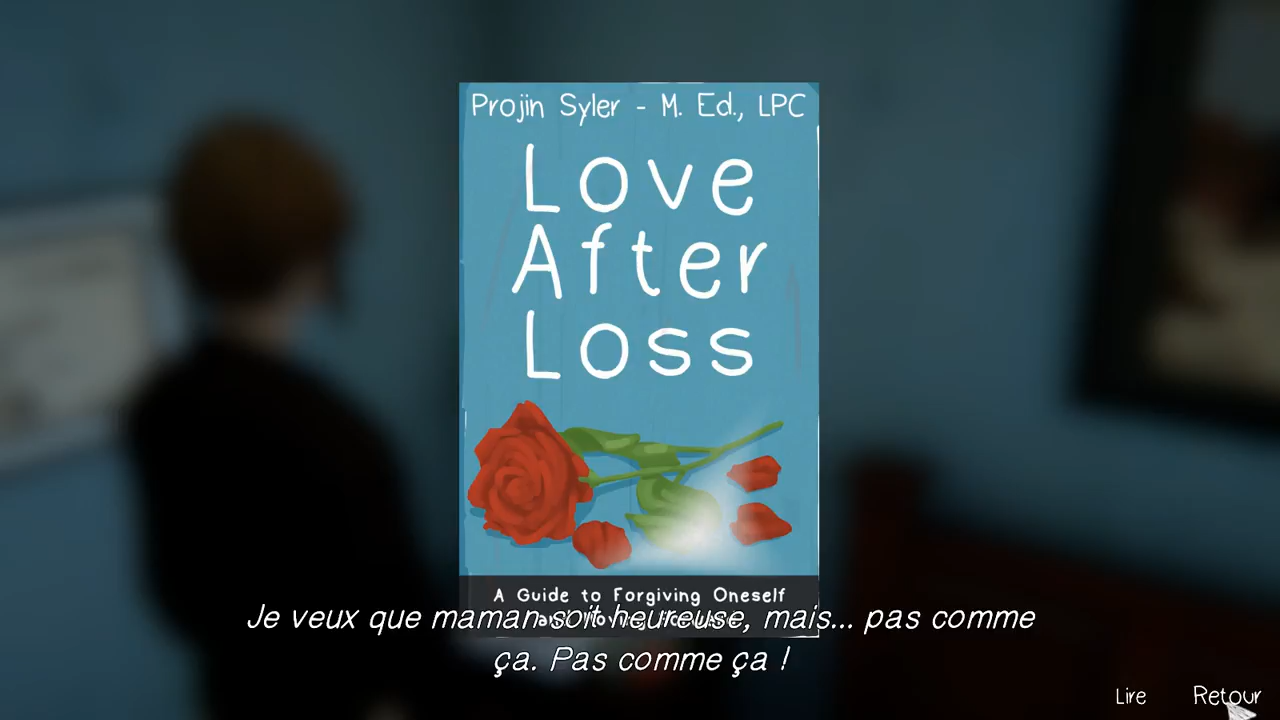 Projin Syler - M. Ed., LPC
Love
After
Loss
A Guide to Forgiving Oneself
Je veux que maman soit heureuse, mais... pas comme
ça. Pas comme ça !
Lire
Retour